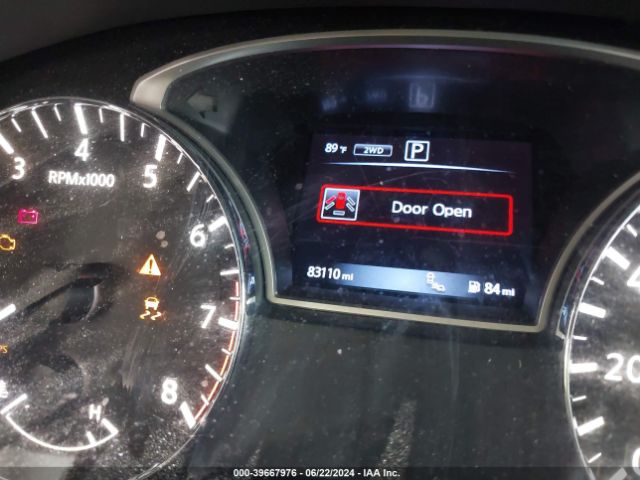 89°F 2WD P
Door Open
83110 mi 84 mi
3 4 5 6 7 8
RPMx1000
H
4
20
000-39667976 - 06/22/2024 - IAA Inc.